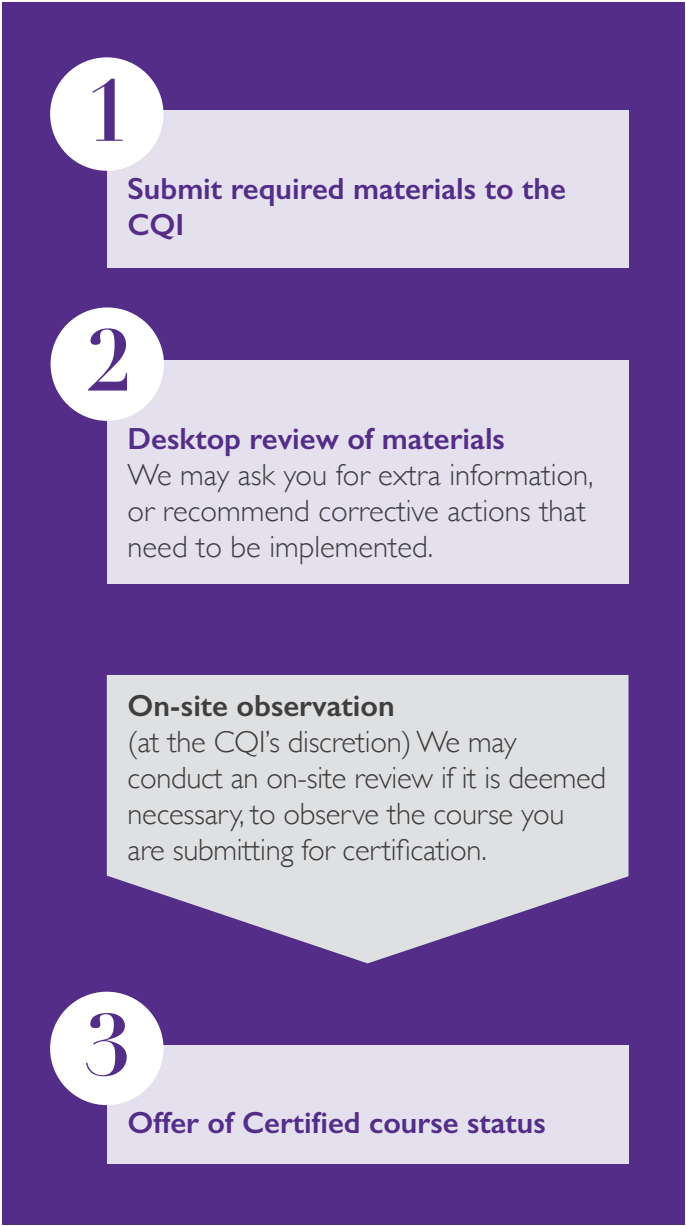 1
Submit required materials to the
CQI
2
Desktop review of materials
We may ask you for extra information,
or recommend corrective actions that
need to be implemented.
On-site observation
(at the CQI’s discretion) We may
conduct an on-site review if it is deemed
necessary, to observe the course you
are submitting for certification.
3
Offer of Certified course status